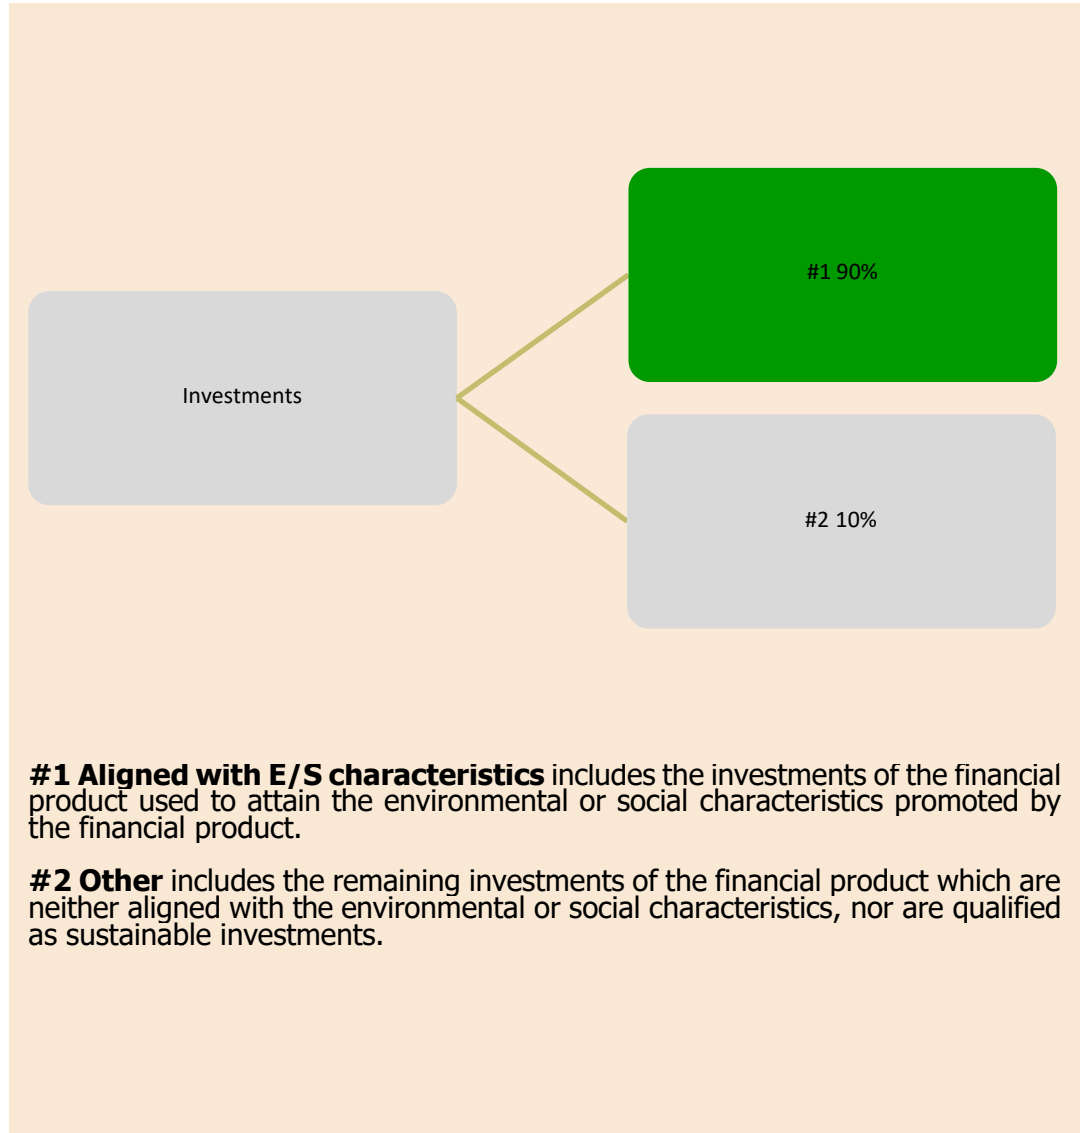 #1 90%
Investments
#2 10%
#1 Aligned with E/S characteristics includes the investments of the financial
product used to attain the environmental or social characteristics promoted by
the financial product.
#2 Other includes the remaining investments of the financial product which are
neither aligned with the environmental or social characteristics, nor are qualified
as sustainable investments.